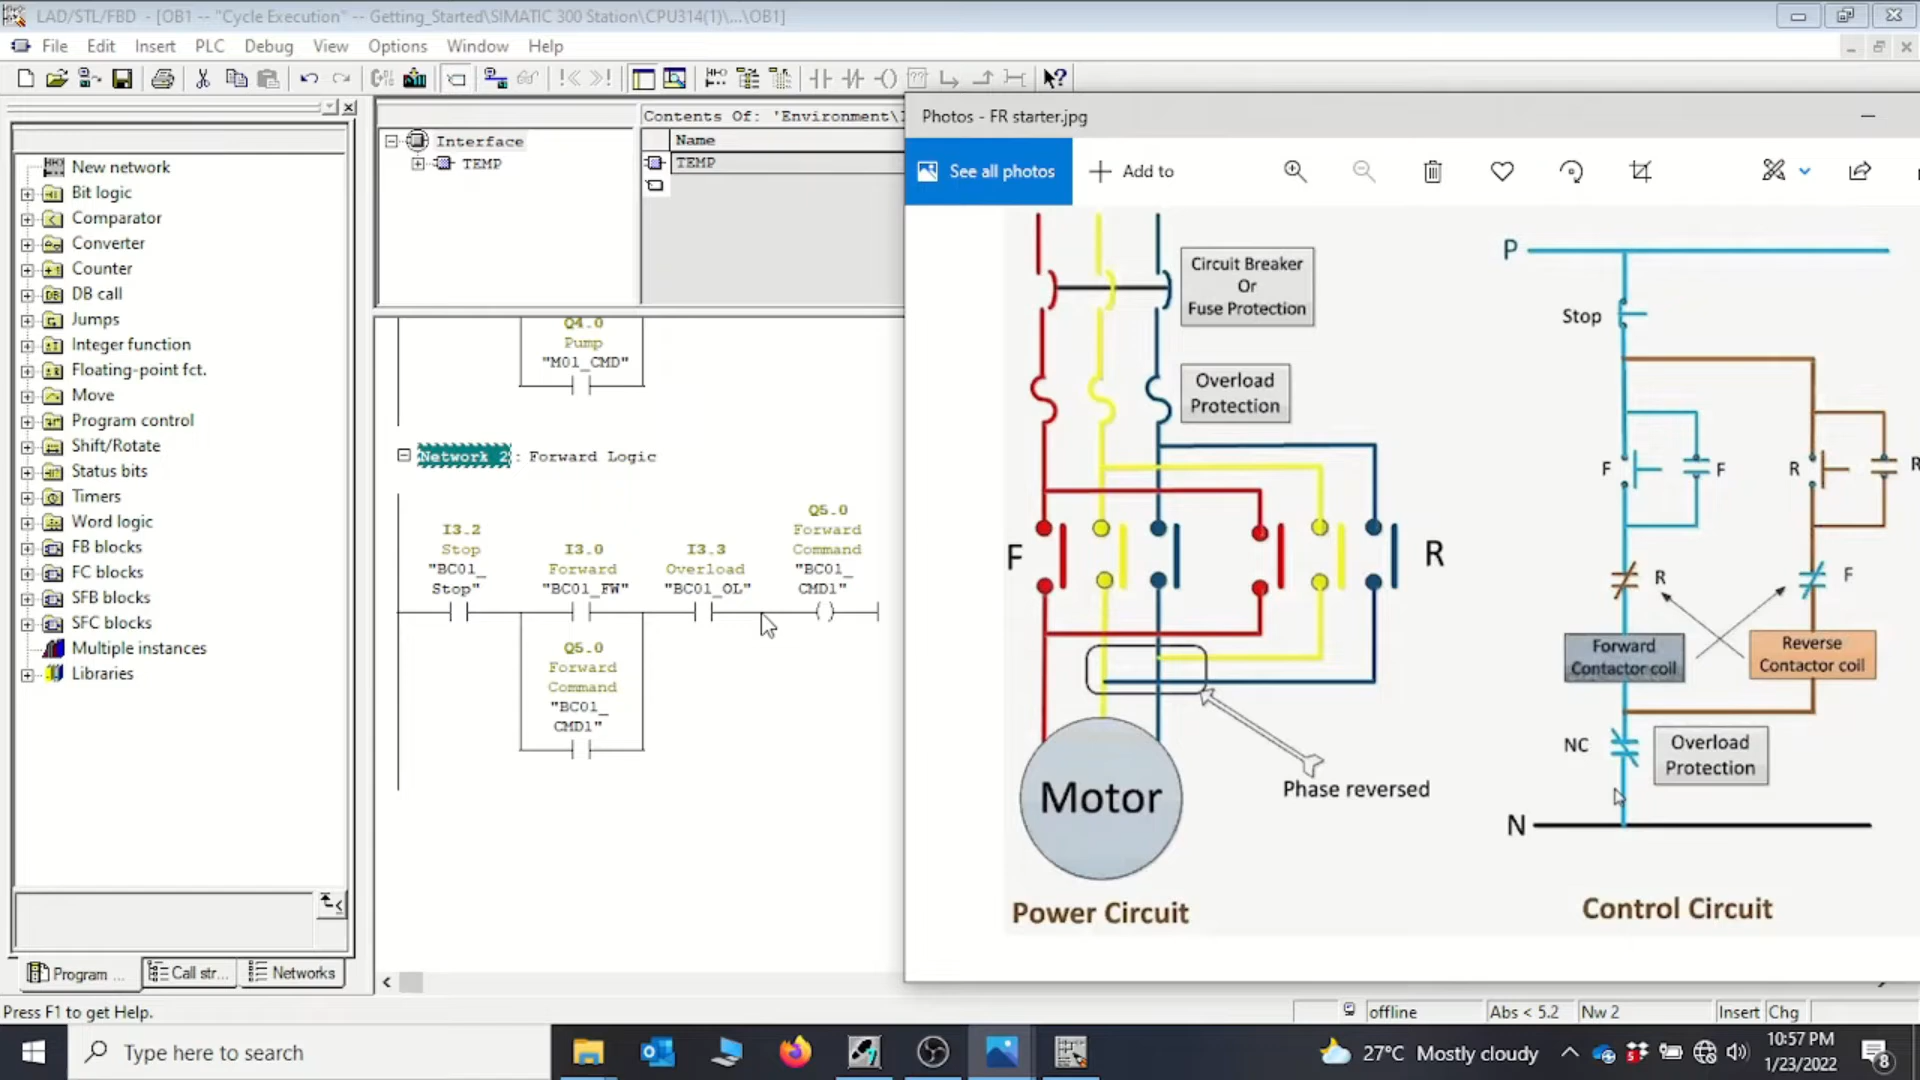 LAD/STL/FBD - [OB1 -- "Cycle Execution" -- Getting_Started\SIMATIC 300 Station\CPU314(1)\...\OB1]
File Edit Insert PLC Debug View Options Window Help
New network
Bit logic
Comparator
Converter
Counter
DB call
Jumps
Integer function
Floating-point fct.
Move
Program control
Shift/Rotate
Status bits
Timers
Word logic
FB blocks
FC blocks
SFB blocks
SFC blocks
Multiple instances
Libraries
Program ...
Call str...
Networks
Interface
TEMP
Contents Of: 'Environment\
Name
TEMP
Q4.0
Pump
"M01_CMD"
Network 2: Forward Logic
I3.2
Stop
"BC01_
Stop"
I3.0
Forward
"BC01_FW"
I3.3
Overload
"BC01_OL"
Q5.0
Forward
Command
"BC01_
CMD1"
Q5.0
Forward
Command
"BC01_
CMD1"
Photos - FR starter.jpg
See all photos
Add to
Circuit Breaker
Or
Fuse Protection
Overload
Protection
F
R
Motor
Phase reversed
Power Circuit
P
Stop
F
F
R
R
R
F
Forward
Contactor coil
Reverse
Contactor coil
NC
Overload
Protection
N
Control Circuit
Press F1 to get Help.
offline
Abs < 5.2
Nw 2
Insert
Chg
Type here to search
27°C Mostly cloudy
10:57 PM
1/23/2022
8